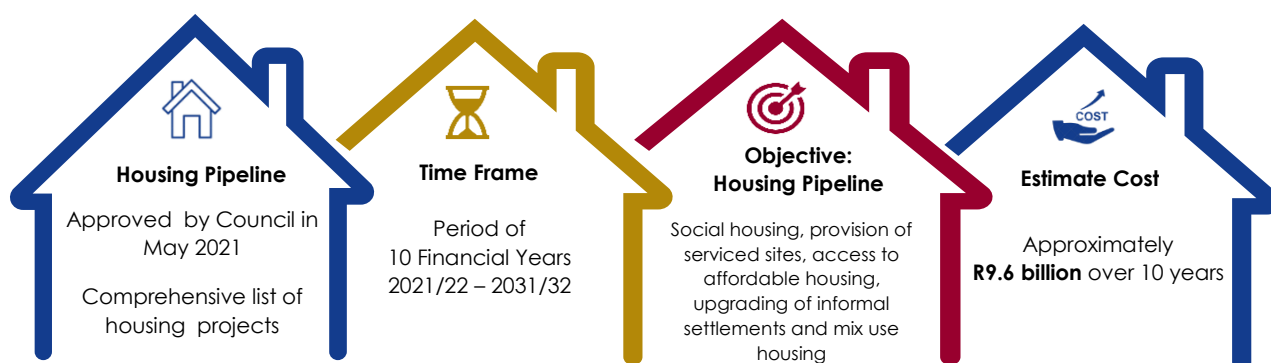 Housing Pipeline
Approved by Council in
May 2021
Comprehensive list of
housing projects
Time Frame
Period of
10 Financial Years
2021/22 – 2031/32
Objective:
Housing Pipeline
Social housing, provision of
serviced sites, access to
affordable housing,
upgrading of informal
settlements and mix use
housing
COST
Estimate Cost
Approximately
R9.6 billion over 10 years